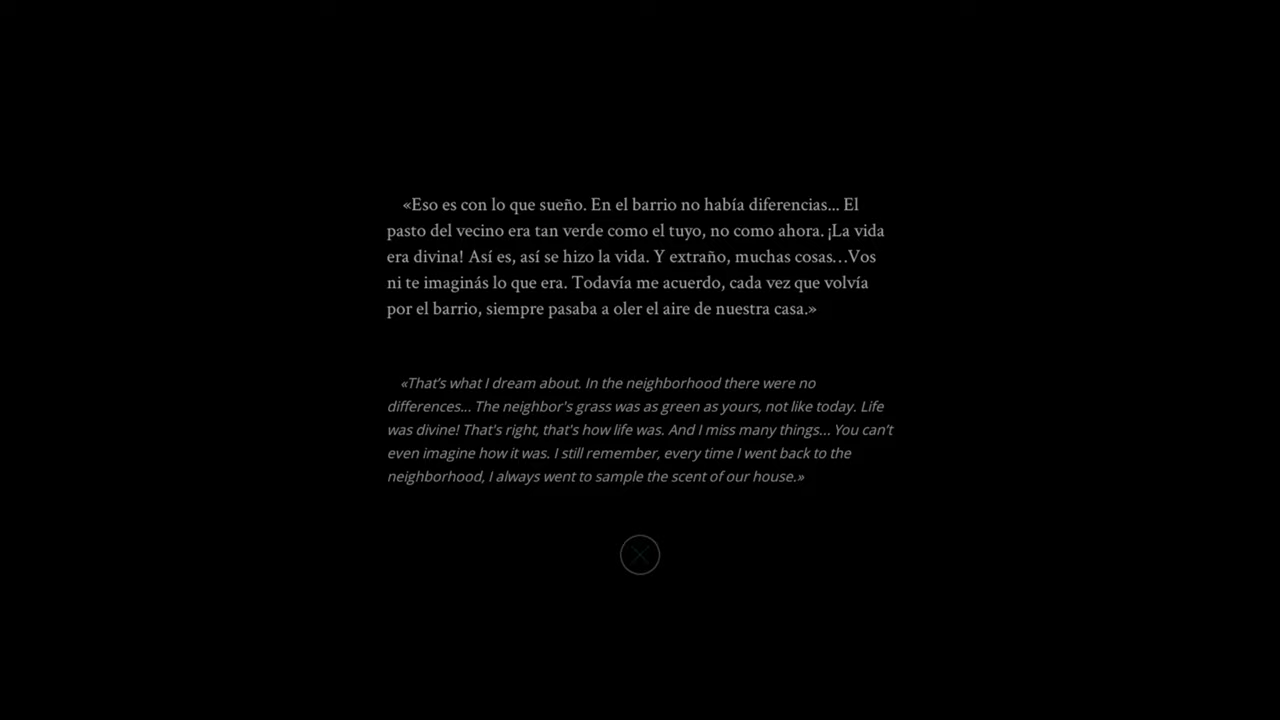 «Eso es con lo que sueño. En el barrio no había diferencias... El
pasto del vecino era tan verde como el tuyo, no como ahora. ¡La vida
era divina! Así es, así se hizo la vida. Y extraño, muchas cosas…Vos
ni te imaginás lo que era. Todavía me acuerdo, cada vez que volvía
por el barrio, siempre pasaba a oler el aire de nuestra casa.»
«That’s what I dream about. In the neighborhood there were no
differences... The neighbor's grass was as green as yours, not like today. Life
was divine! That's right, that's how life was. And I miss many things... You can’t
even imagine how it was. I still remember, every time I went back to the
neighborhood, I always went to sample the scent of our house.»